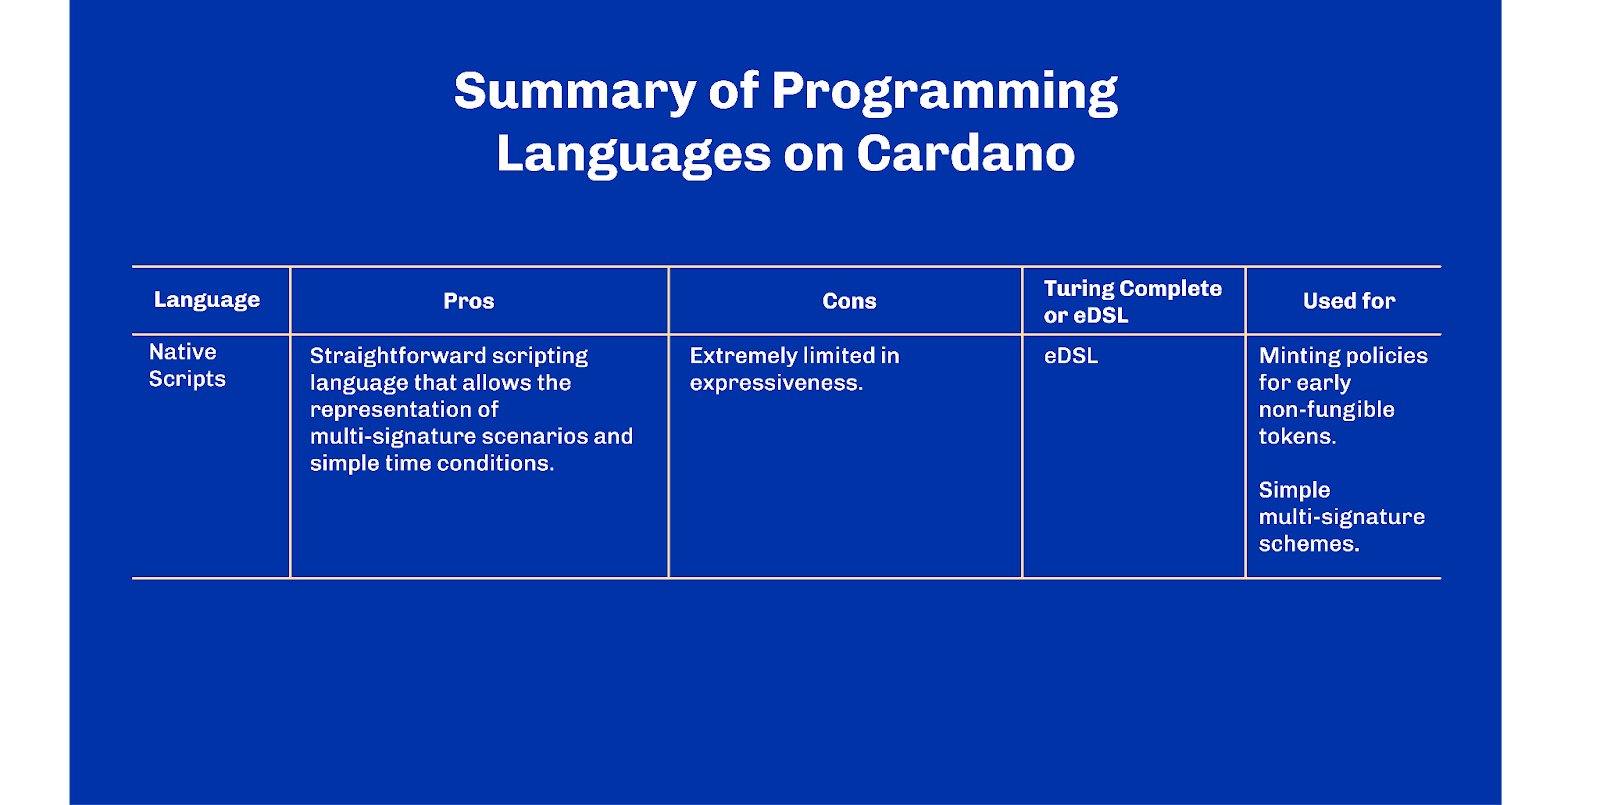 Summary of Programming
Languages on Cardano
Language
Pros
Cons
Turing Complete
or eDSL
Used for
Native
Scripts
Straightforward scripting
language that allows the
representation of
multi-signature scenarios and
simple time conditions.
Extremely limited in
expressiveness.
eDSL
Minting policies
for early
non-fungible
tokens.
Simple
multi-signature
schemes.